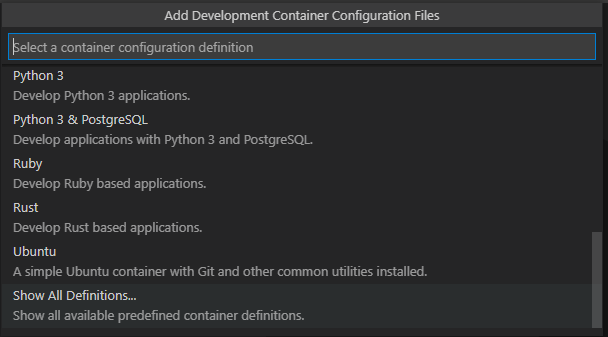 Add Development Container Configuration Files
Select a container configuration definition
Python 3
Develop Python 3 applications.
Python 3 & PostgreSQL
Develop applications with Python 3 and PostgreSQL.
Ruby
Develop Ruby based applications.
Rust
Develop Rust based applications.
Ubuntu
A simple Ubuntu container with Git and other common utilities installed.
Show All Definitions...
Show all available predefined container definitions.